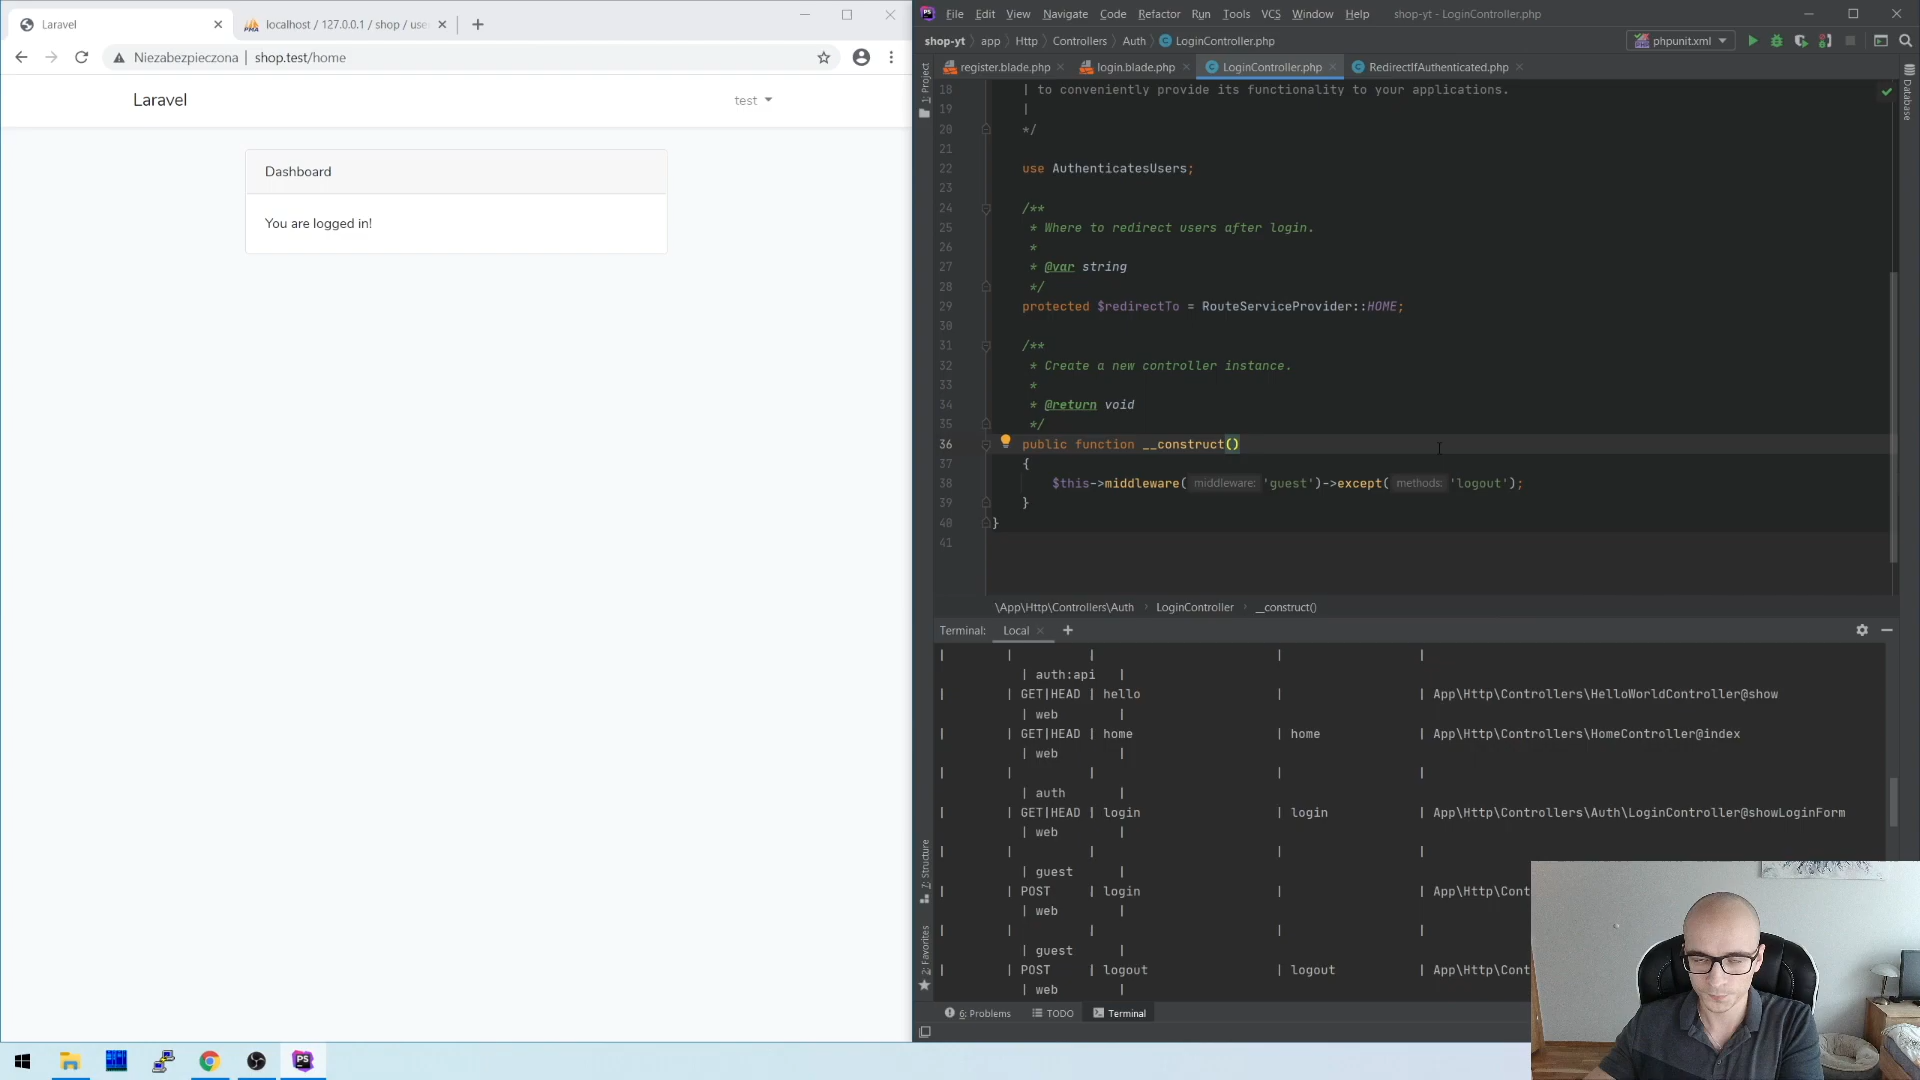 Laravel
localhost / 127.0.0.1 / shop / use
Niezabezpieczona | shop.test/home
Laravel
test
Dashboard
You are logged in!
File Edit View Navigate Code Refactor Run Tools VCS Window Help shop-yt - LoginController.php
shop-yt app Http Controllers Auth LoginController.php
phpunit.xml
register.blade.php login.blade.php LoginController.php RedirectIfAuthenticated.php
1: Project
Database
18 | to conveniently provide its functionality to your applications.
19 |
20 */
21
22 use AuthenticatesUsers;
23
24 /**
25 * Where to redirect users after login.
26 *
27 * @var string
28 */
29 protected $redirectTo = RouteServiceProvider::HOME;
30
31 /**
32 * Create a new controller instance.
33 *
34 * @return void
35 */
36 public function __construct()
37 {
38 $this->middleware( middleware: 'guest')->except( methods: 'logout');
39 }
40 }
41
\App\Http\Controllers\Auth › LoginController › __construct()
Terminal: Local +
| | | | |
| auth:api |
| | GET|HEAD | hello | | App\Http\Controllers\HelloWorldController@show
| web |
| | GET|HEAD | home | home | App\Http\Controllers\HomeController@index
| web |
| | | | |
| auth |
| | GET|HEAD | login | login | App\Http\Controllers\Auth\LoginController@showLoginForm
| web |
| | | | |
| guest |
| | POST | login | | App\Http\Cont
| web |
| | | | |
| guest |
| | POST | logout | logout | App\Http\Cont
| web |
7: Structure
2: Favorites
6: Problems TODO Terminal
PS